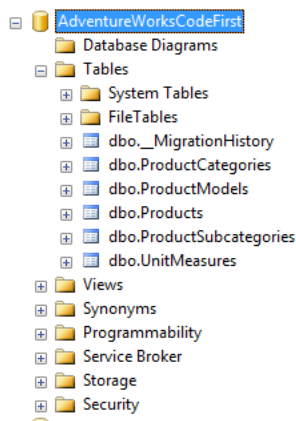 AdventureWorksCodeFirst
Database Diagrams
Tables
System Tables
FileTables
dbo.__MigrationHistory
dbo.ProductCategories
dbo.ProductModels
dbo.Products
dbo.ProductSubcategories
dbo.UnitMeasures
Views
Synonyms
Programmability
Service Broker
Storage
Security